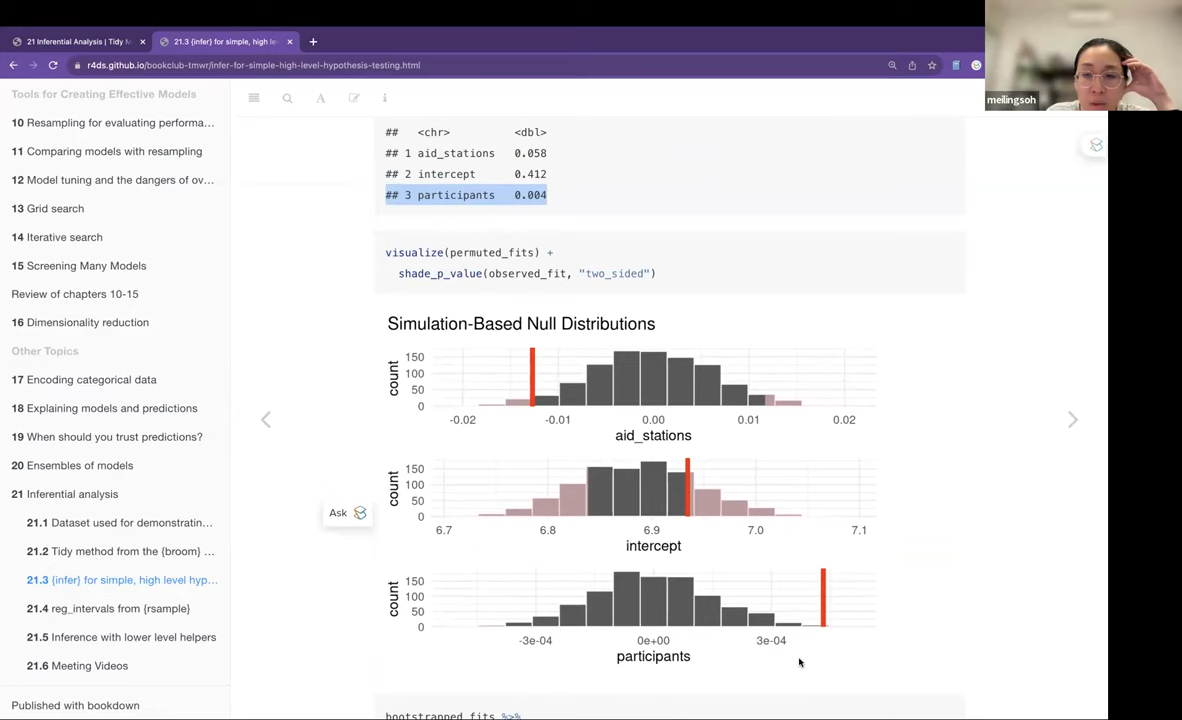 21 Inferential Analysis | Tidy M
21.3 {infer} for simple, high le
r4ds.github.io/bookclub-tmwr/infer-for-simple-high-level-hypothesis-testing.html
meilingsoh
Tools for Creating Effective Models
10 Resampling for evaluating performa...
11 Comparing models with resampling
12 Model tuning and the dangers of ov...
13 Grid search
14 Iterative search
15 Screening Many Models
Review of chapters 10-15
16 Dimensionality reduction
Other Topics
17 Encoding categorical data
18 Explaining models and predictions
19 When should you trust predictions?
20 Ensembles of models
21 Inferential analysis
21.1 Dataset used for demonstratin...
21.2 Tidy method from the {broom} ...
21.3 {infer} for simple, high level hyp...
21.4 reg_intervals from {rsample}
21.5 Inference with lower level helpers
21.6 Meeting Videos
Published with bookdown
Ask
## <chr> <dbl>
## 1 aid_stations 0.058
## 2 intercept 0.412
## 3 participants 0.004
visualize(permuted_fits) +
shade_p_value(observed_fit, "two_sided")
Simulation-Based Null Distributions
count
150
100
50
0
-0.02 -0.01 0.00 0.01 0.02
aid_stations
count
150
100
50
0
6.7 6.8 6.9 7.0 7.1
intercept
count
150
100
50
0
-3e-04 0e+00 3e-04
participants
bootstrapped_fits %>%